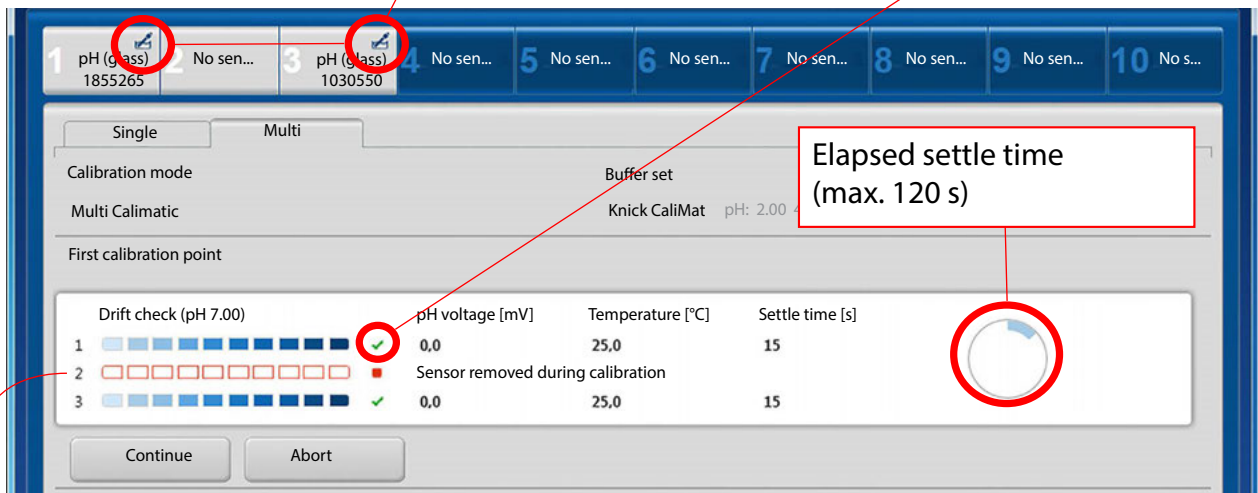 1 pH (glass) 2 No sen... 3 pH (glass) 4 No sen... 5 No sen... 6 No sen... 7 No sen... 8 No sen... 9 No sen... 10 No s...
1855265 1030550
Single Multi
Elapsed settle time
(max. 120 s)
Calibration mode Buffer set
Multi Calimatic Knick CaliMat pH: 2.00
First calibration point
Drift check (pH 7.00) pH voltage [mV] Temperature [°C] Settle time [s]
1 0,0 25,0 15
2 Sensor removed during calibration
3 0,0 25,0 15
Continue Abort